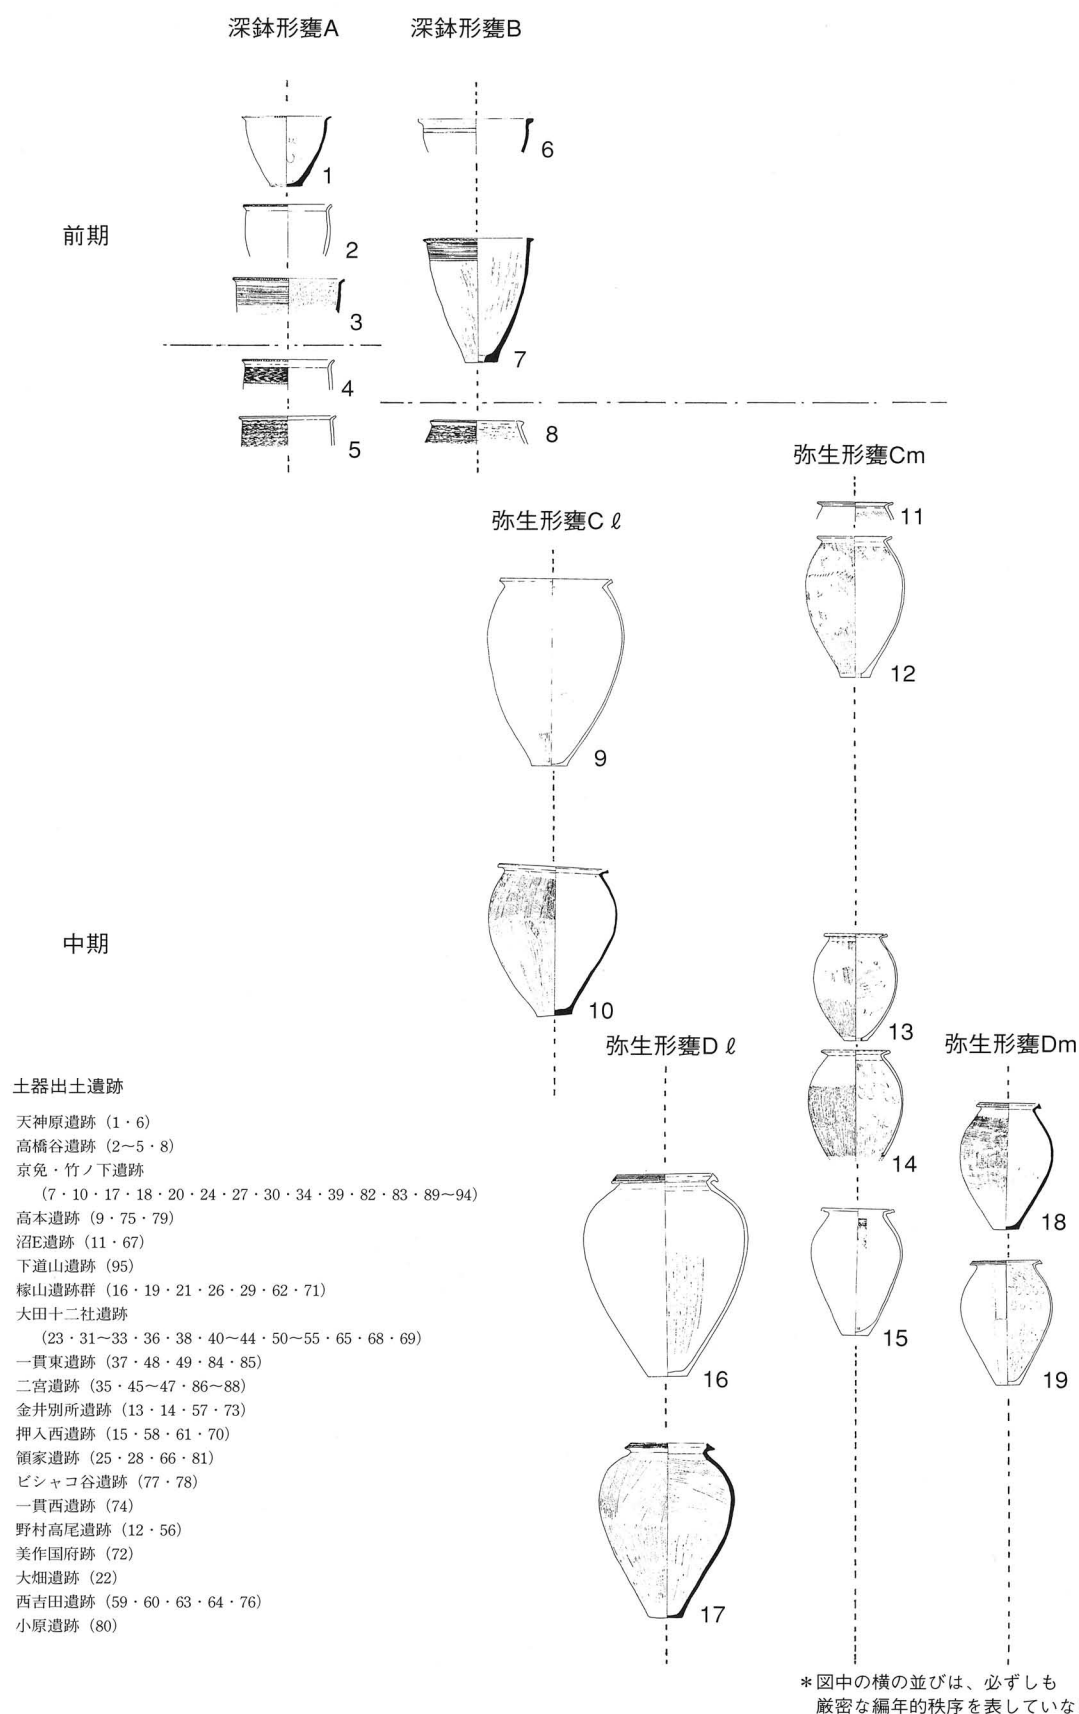 深鉢形甕A
深鉢形甕B
1
6
前期
2
3
7
4
5
8
弥生形甕Cm
11
弥生形甕Cℓ
12
9
中期
10
13
弥生形甕Dℓ
弥生形甕Dm
14
18
16
15
19
17
土器出土遺跡
天神原遺跡（1・6）
高橋谷遺跡（2〜5・8）
京免・竹ノ下遺跡
（7・10・17・18・20・24・27・30・34・39・82・83・89〜94）
高本遺跡（9・75・79）
沼E遺跡（11・67）
下道山遺跡（95）
稼山遺跡群（16・19・21・26・29・62・71）
大田十二社遺跡
（23・31〜33・36・38・40〜44・50〜55・65・68・69）
一貫東遺跡（37・48・49・84・85）
二宮遺跡（35・45〜47・86〜88）
金井別所遺跡（13・14・57・73）
押入西遺跡（15・58・61・70）
領家遺跡（25・28・66・81）
ビシャコ谷遺跡（77・78）
一貫西遺跡（74）
野村高尾遺跡（12・56）
美作国府跡（72）
大畑遺跡（22）
西吉田遺跡（59・60・63・64・76）
小原遺跡（80）
＊図中の横の並びは、必ずしも
厳密な編年的秩序を表していな